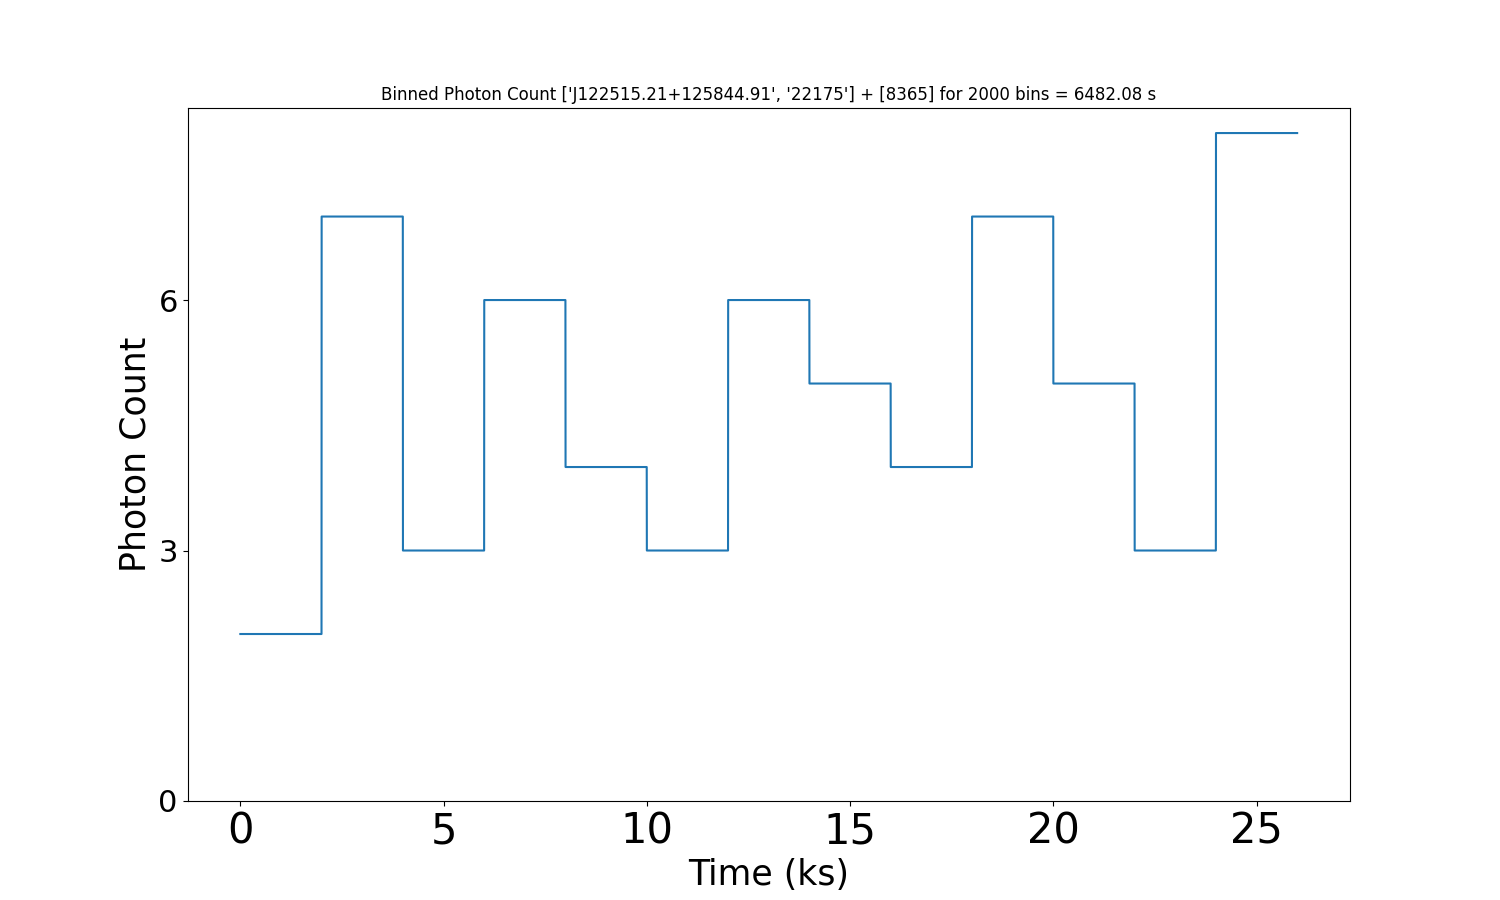 Binned Photon Count ['J122515.21+125844.91', '22175'] + [8365] for 2000 bins = 6482.08 s
Photon Count
6
3
0
0 5 10 15 20 25
Time (ks)